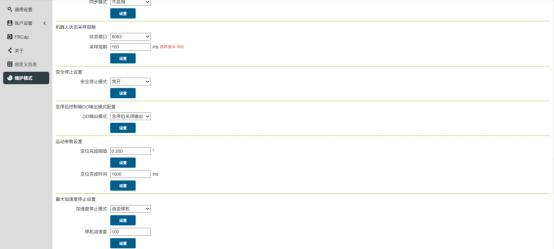 通用设置
账户设置
FRCap
关于
自定义信息
维护模式
同步模式 不启用
设置
机器人状态采样周期
状态端口 8083
采样周期 100 ms
设置
安全停止设置
安全停止模式 常开
设置
急停后控制箱DO输出模式配置
DO输出模式 急停后关闭输出
设置
运动参数设置
定位完成阈值 0.200 °
设置
定位完成时间 1000 ms
设置
最大加速度停止设置
加速度停止模式 自由停机
设置
停机减速度 100
设置